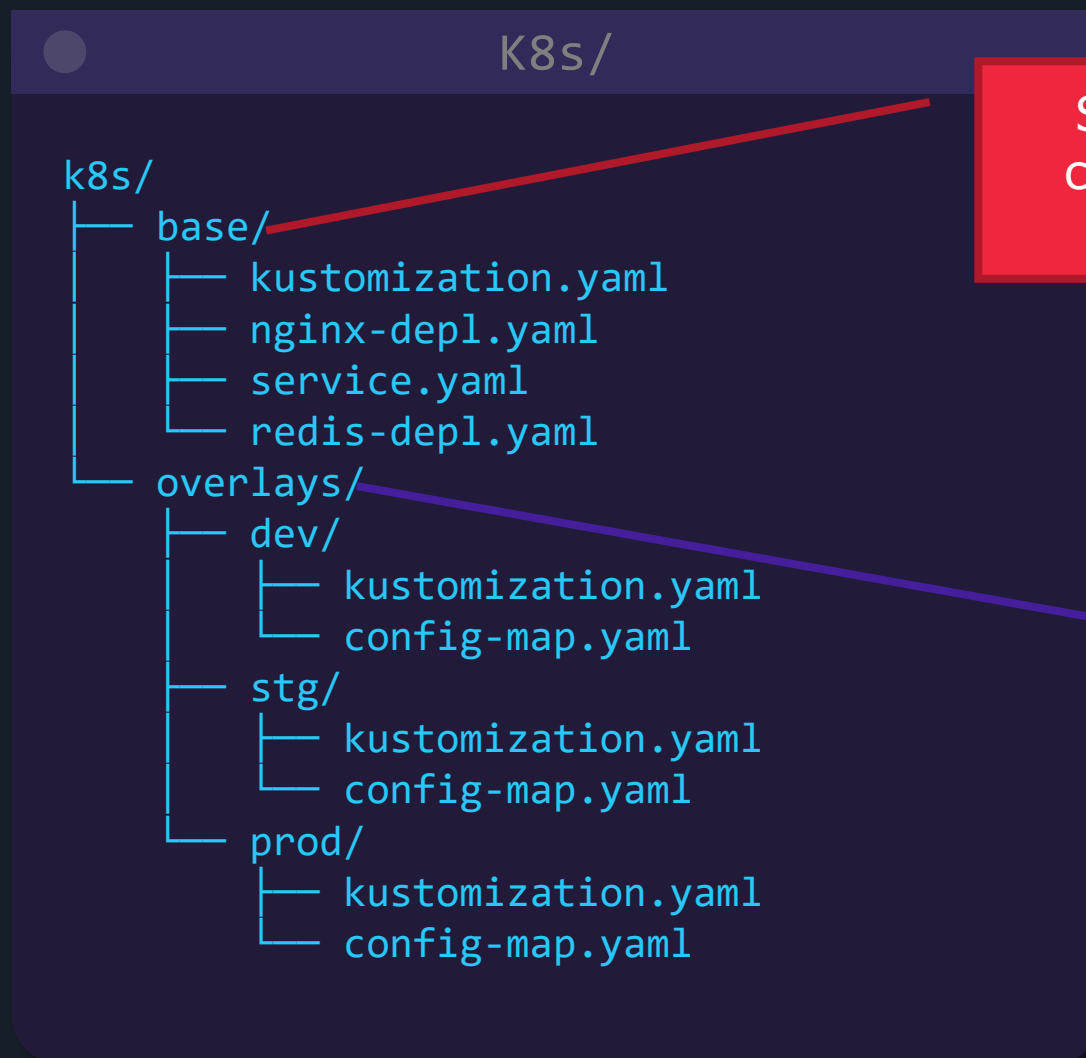 K8s/
k8s/
├── base/
│   ├── kustomization.yaml
│   ├── nginx-depl.yaml
│   ├── service.yaml
│   └── redis-depl.yaml
└── overlays/
    ├── dev/
    │   ├── kustomization.yaml
    │   └── config-map.yaml
    ├── stg/
    │   ├── kustomization.yaml
    │   └── config-map.yaml
    └── prod/
        ├── kustomization.yaml
        └── config-map.yaml